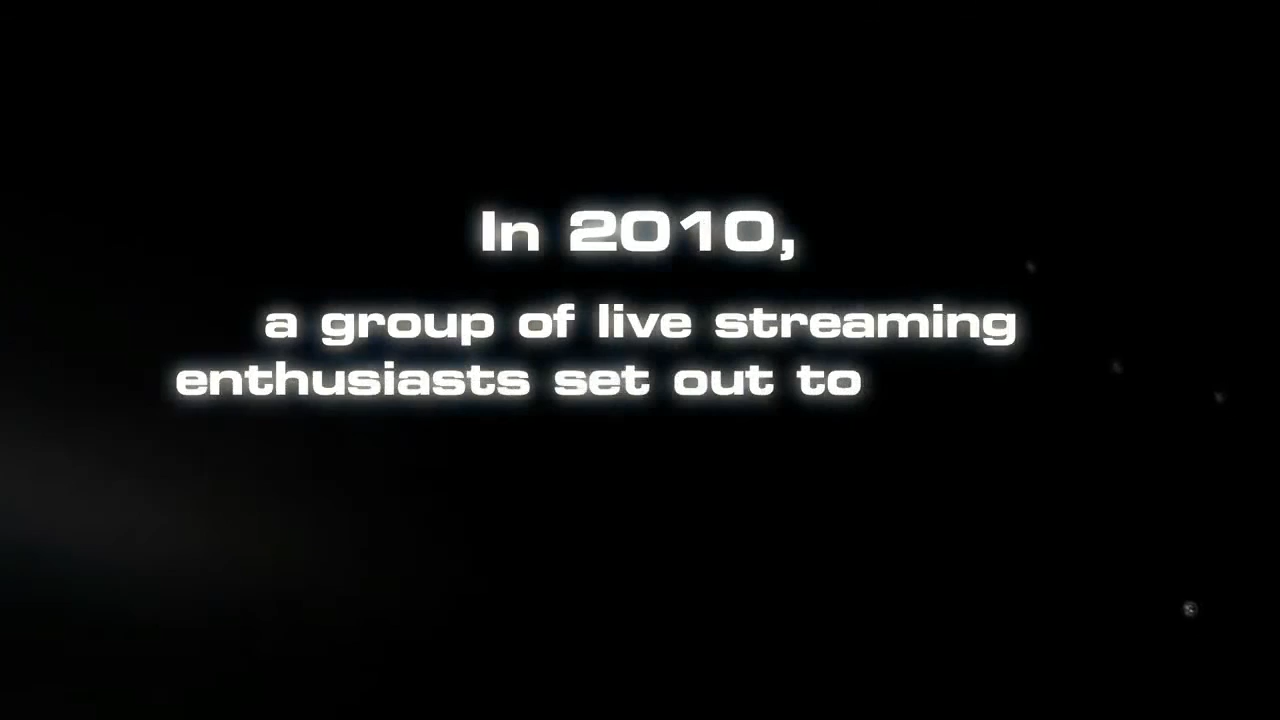 In 2010,
a group of live streaming
enthusiasts set out to